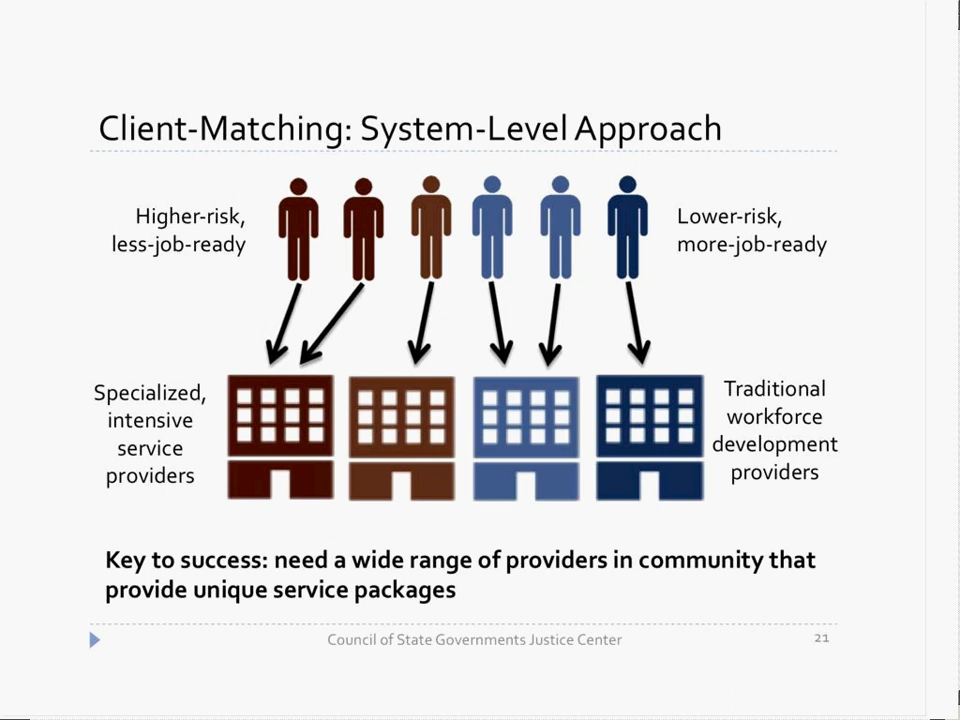 Client-Matching: System-Level Approach
Higher-risk,
less-job-ready
Lower-risk,
more-job-ready
Specialized,
intensive
service
providers
Traditional
workforce
development
providers
Key to success: need a wide range of providers in community that
provide unique service packages
Council of State Governments Justice Center
21